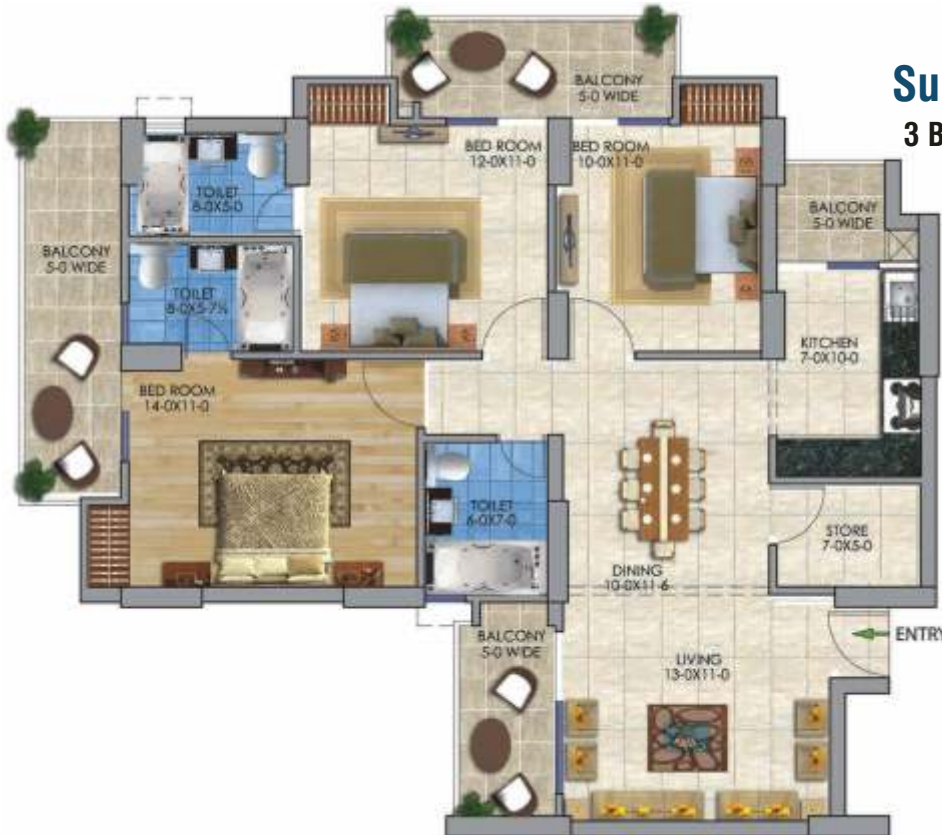 Su
3 B
BALCONY
5-0 WIDE
BED ROOM
12-0X11-0
BED ROOM
10-0X11-0
TOILET
8-0X5-0
BALCONY
5-0 WIDE
BALCONY
5-0 WIDE
TOILET
8-0X5-7½
KITCHEN
7-0X10-0
BED ROOM
14-0X11-0
TOILET
6-0X7-0
STORE
7-0X5-0
DINING
10-0X11-6
ENTRY
BALCONY
5-0 WIDE
LIVING
13-0X11-0